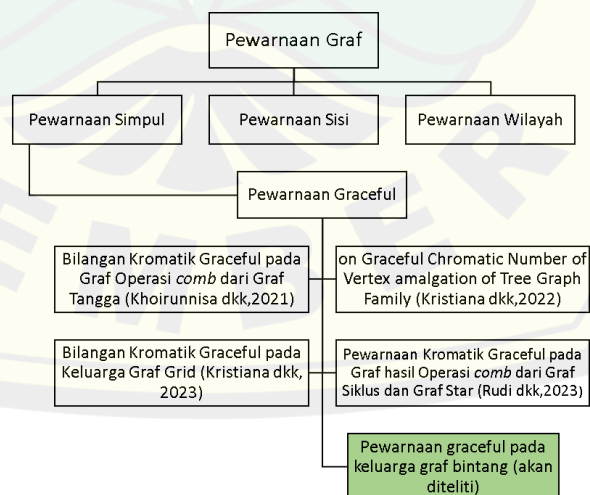 Pewarnaan Graf
Pewarnaan Simpul
Pewarnaan Sisi
Pewarnaan Wilayah
Pewarnaan Graceful
Bilangan Kromatik Graceful pada
Graf Operasi comb dari Graf
Tangga (Khoirunnisa dkk,2021)
on Graceful Chromatic Number of
Vertex amalgation of Tree Graph
Family (Kristiana dkk,2022)
Bilangan Kromatik Graceful pada
Keluarga Graf Grid (Kristiana dkk,
2023)
Pewarnaan Kromatik Graceful pada
Graf hasil Operasi comb dari Graf
Siklus dan Graf Star (Rudi dkk,2023)
Pewarnaan graceful pada
keluarga graf bintang (akan
diteliti)
EMBER